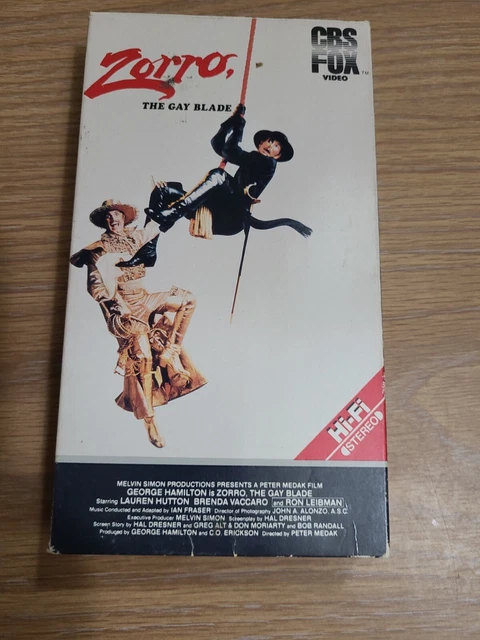 Zorro,
THE GAY BLADE
CBS
FOX
VIDEO
TM
Hi-Fi
STEREO
MELVIN SIMON PRODUCTIONS PRESENTS A PETER MEDAK FILM
GEORGE HAMILTON is ZORRO, THE GAY BLADE
Starring LAUREN HUTTON BRENDA VACCARO and RON LEIBMAN
Music Conducted and Adapted by IAN FRASER Director of Photography JOHN A. ALONZO, A.S.C.
Executive Producer MELVIN SIMON Screenplay by HAL DRESNER
Screen Story by HAL DRESNER and GREG ALT & DON MORIARTY and BOB RANDALL
Produced by GEORGE HAMILTON and C.O. ERICKSON Directed by PETER MEDAK